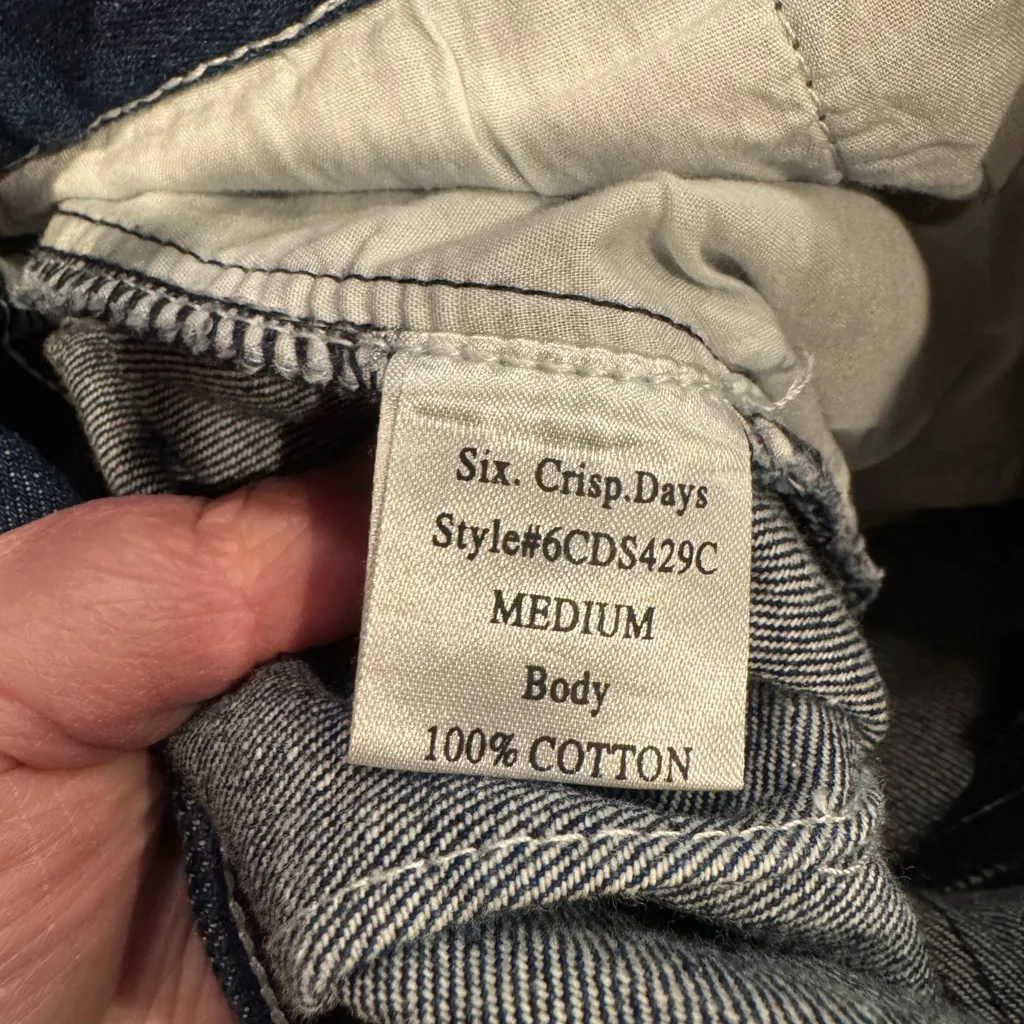 Six. Crisp.Days
Style#6CDS429C
MEDIUM
Body
100% COTTON